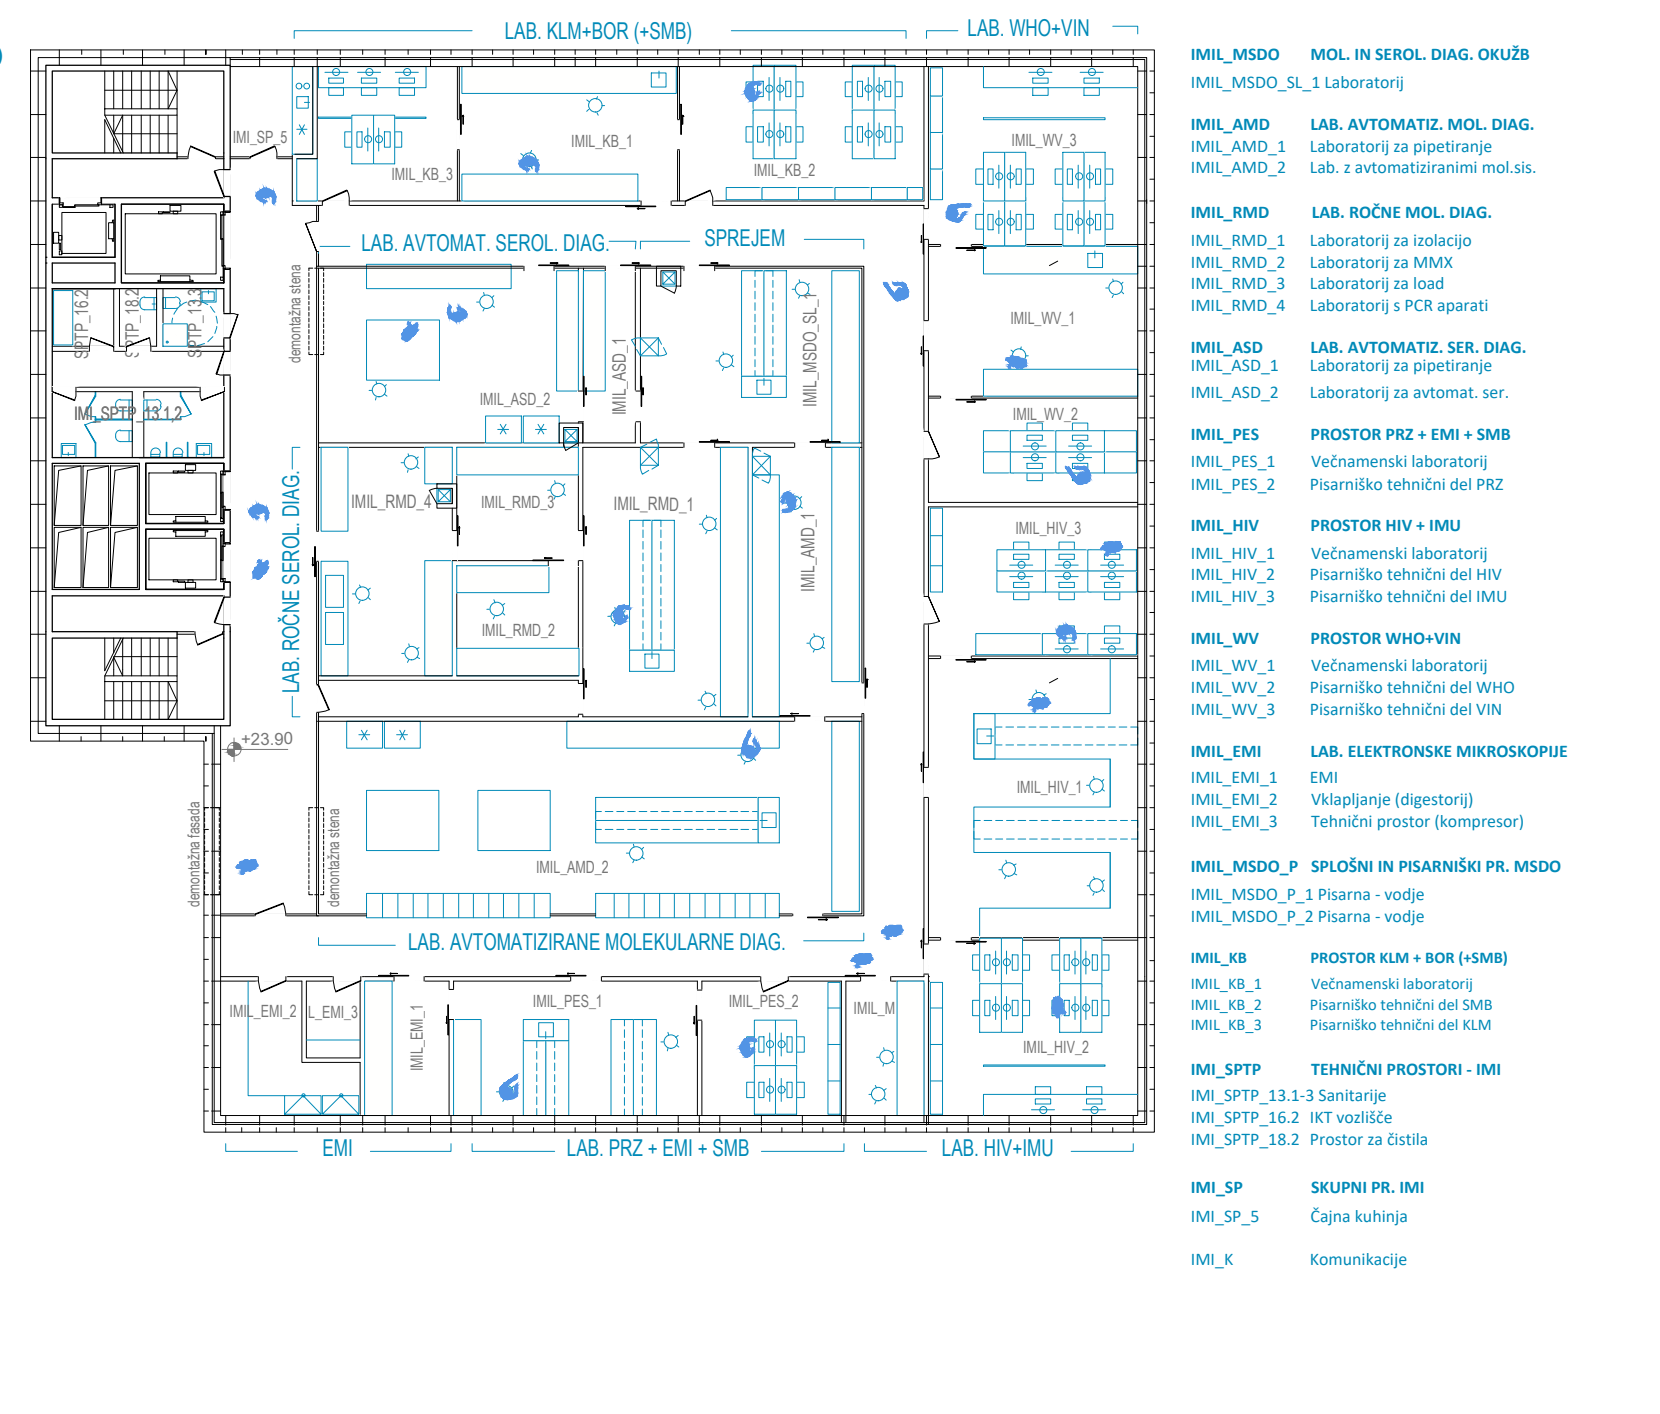 LAB. KLM+BOR (+SMB)
LAB. WHO+VIN
IMI_SP_5
IMIL_KB_3
IMIL_KB_1
IMIL_KB_2
IMIL_WV_3
LAB. AVTOMAT. SEROL. DIAG.
SPREJEM
SPTP_16.2
SPTP_18.2
SPTP_13.3
demontažna stena
IMIL_ASD_2
IMIL_ASD_1
IMIL_MSDO_SL_1
IMIL_WV_1
IMI_SPTP_13.1,2
IMIL_WV_2
LAB. ROČNE SEROL. DIAG.
IMIL_RMD_4
IMIL_RMD_3
IMIL_RMD_1
IMIL_AMD_1
IMIL_HIV_3
IMIL_RMD_2
+23.90
IMIL_HIV_1
demontažna fasada
demontažna stena
IMIL_AMD_2
LAB. AVTOMATIZIRANE MOLEKULARNE DIAG.
IMIL_EMI_2
L_EMI_3
IMIL_EMI_1
IMIL_PES_1
IMIL_PES_2
IMIL_M
IMIL_HIV_2
EMI
LAB. PRZ + EMI + SMB
LAB. HIV+IMU
IMIL_MSDO MOL. IN SEROL. DIAG. OKUŽB
IMIL_MSDO_SL_1 Laboratorij
IMIL_AMD LAB. AVTOMATIZ. MOL. DIAG.
IMIL_AMD_1 Laboratorij za pipetiranje
IMIL_AMD_2 Lab. z avtomatiziranimi mol.sis.
IMIL_RMD LAB. ROČNE MOL. DIAG.
IMIL_RMD_1 Laboratorij za izolacijo
IMIL_RMD_2 Laboratorij za MMX
IMIL_RMD_3 Laboratorij za load
IMIL_RMD_4 Laboratorij s PCR aparati
IMIL_ASD LAB. AVTOMATIZ. SER. DIAG.
IMIL_ASD_1 Laboratorij za pipetiranje
IMIL_ASD_2 Laboratorij za avtomat. ser.
IMIL_PES PROSTOR PRZ + EMI + SMB
IMIL_PES_1 Večnamenski laboratorij
IMIL_PES_2 Pisarniško tehnični del PRZ
IMIL_HIV PROSTOR HIV + IMU
IMIL_HIV_1 Večnamenski laboratorij
IMIL_HIV_2 Pisarniško tehnični del HIV
IMIL_HIV_3 Pisarniško tehnični del IMU
IMIL_WV PROSTOR WHO+VIN
IMIL_WV_1 Večnamenski laboratorij
IMIL_WV_2 Pisarniško tehnični del WHO
IMIL_WV_3 Pisarniško tehnični del VIN
IMIL_EMI LAB. ELEKTRONSKE MIKROSKOPIJE
IMIL_EMI_1 EMI
IMIL_EMI_2 Vklapljanje (digestorij)
IMIL_EMI_3 Tehnični prostor (kompresor)
IMIL_MSDO_P SPLOŠNI IN PISARNIŠKI PR. MSDO
IMIL_MSDO_P_1 Pisarna - vodje
IMIL_MSDO_P_2 Pisarna - vodje
IMIL_KB PROSTOR KLM + BOR (+SMB)
IMIL_KB_1 Večnamenski laboratorij
IMIL_KB_2 Pisarniško tehnični del SMB
IMIL_KB_3 Pisarniško tehnični del KLM
IMI_SPTP TEHNIČNI PROSTORI - IMI
IMI_SPTP_13.1-3 Sanitarije
IMI_SPTP_16.2 IKT vozlišče
IMI_SPTP_18.2 Prostor za čistila
IMI_SP SKUPNI PR. IMI
IMI_SP_5 Čajna kuhinja
IMI_K Komunikacije